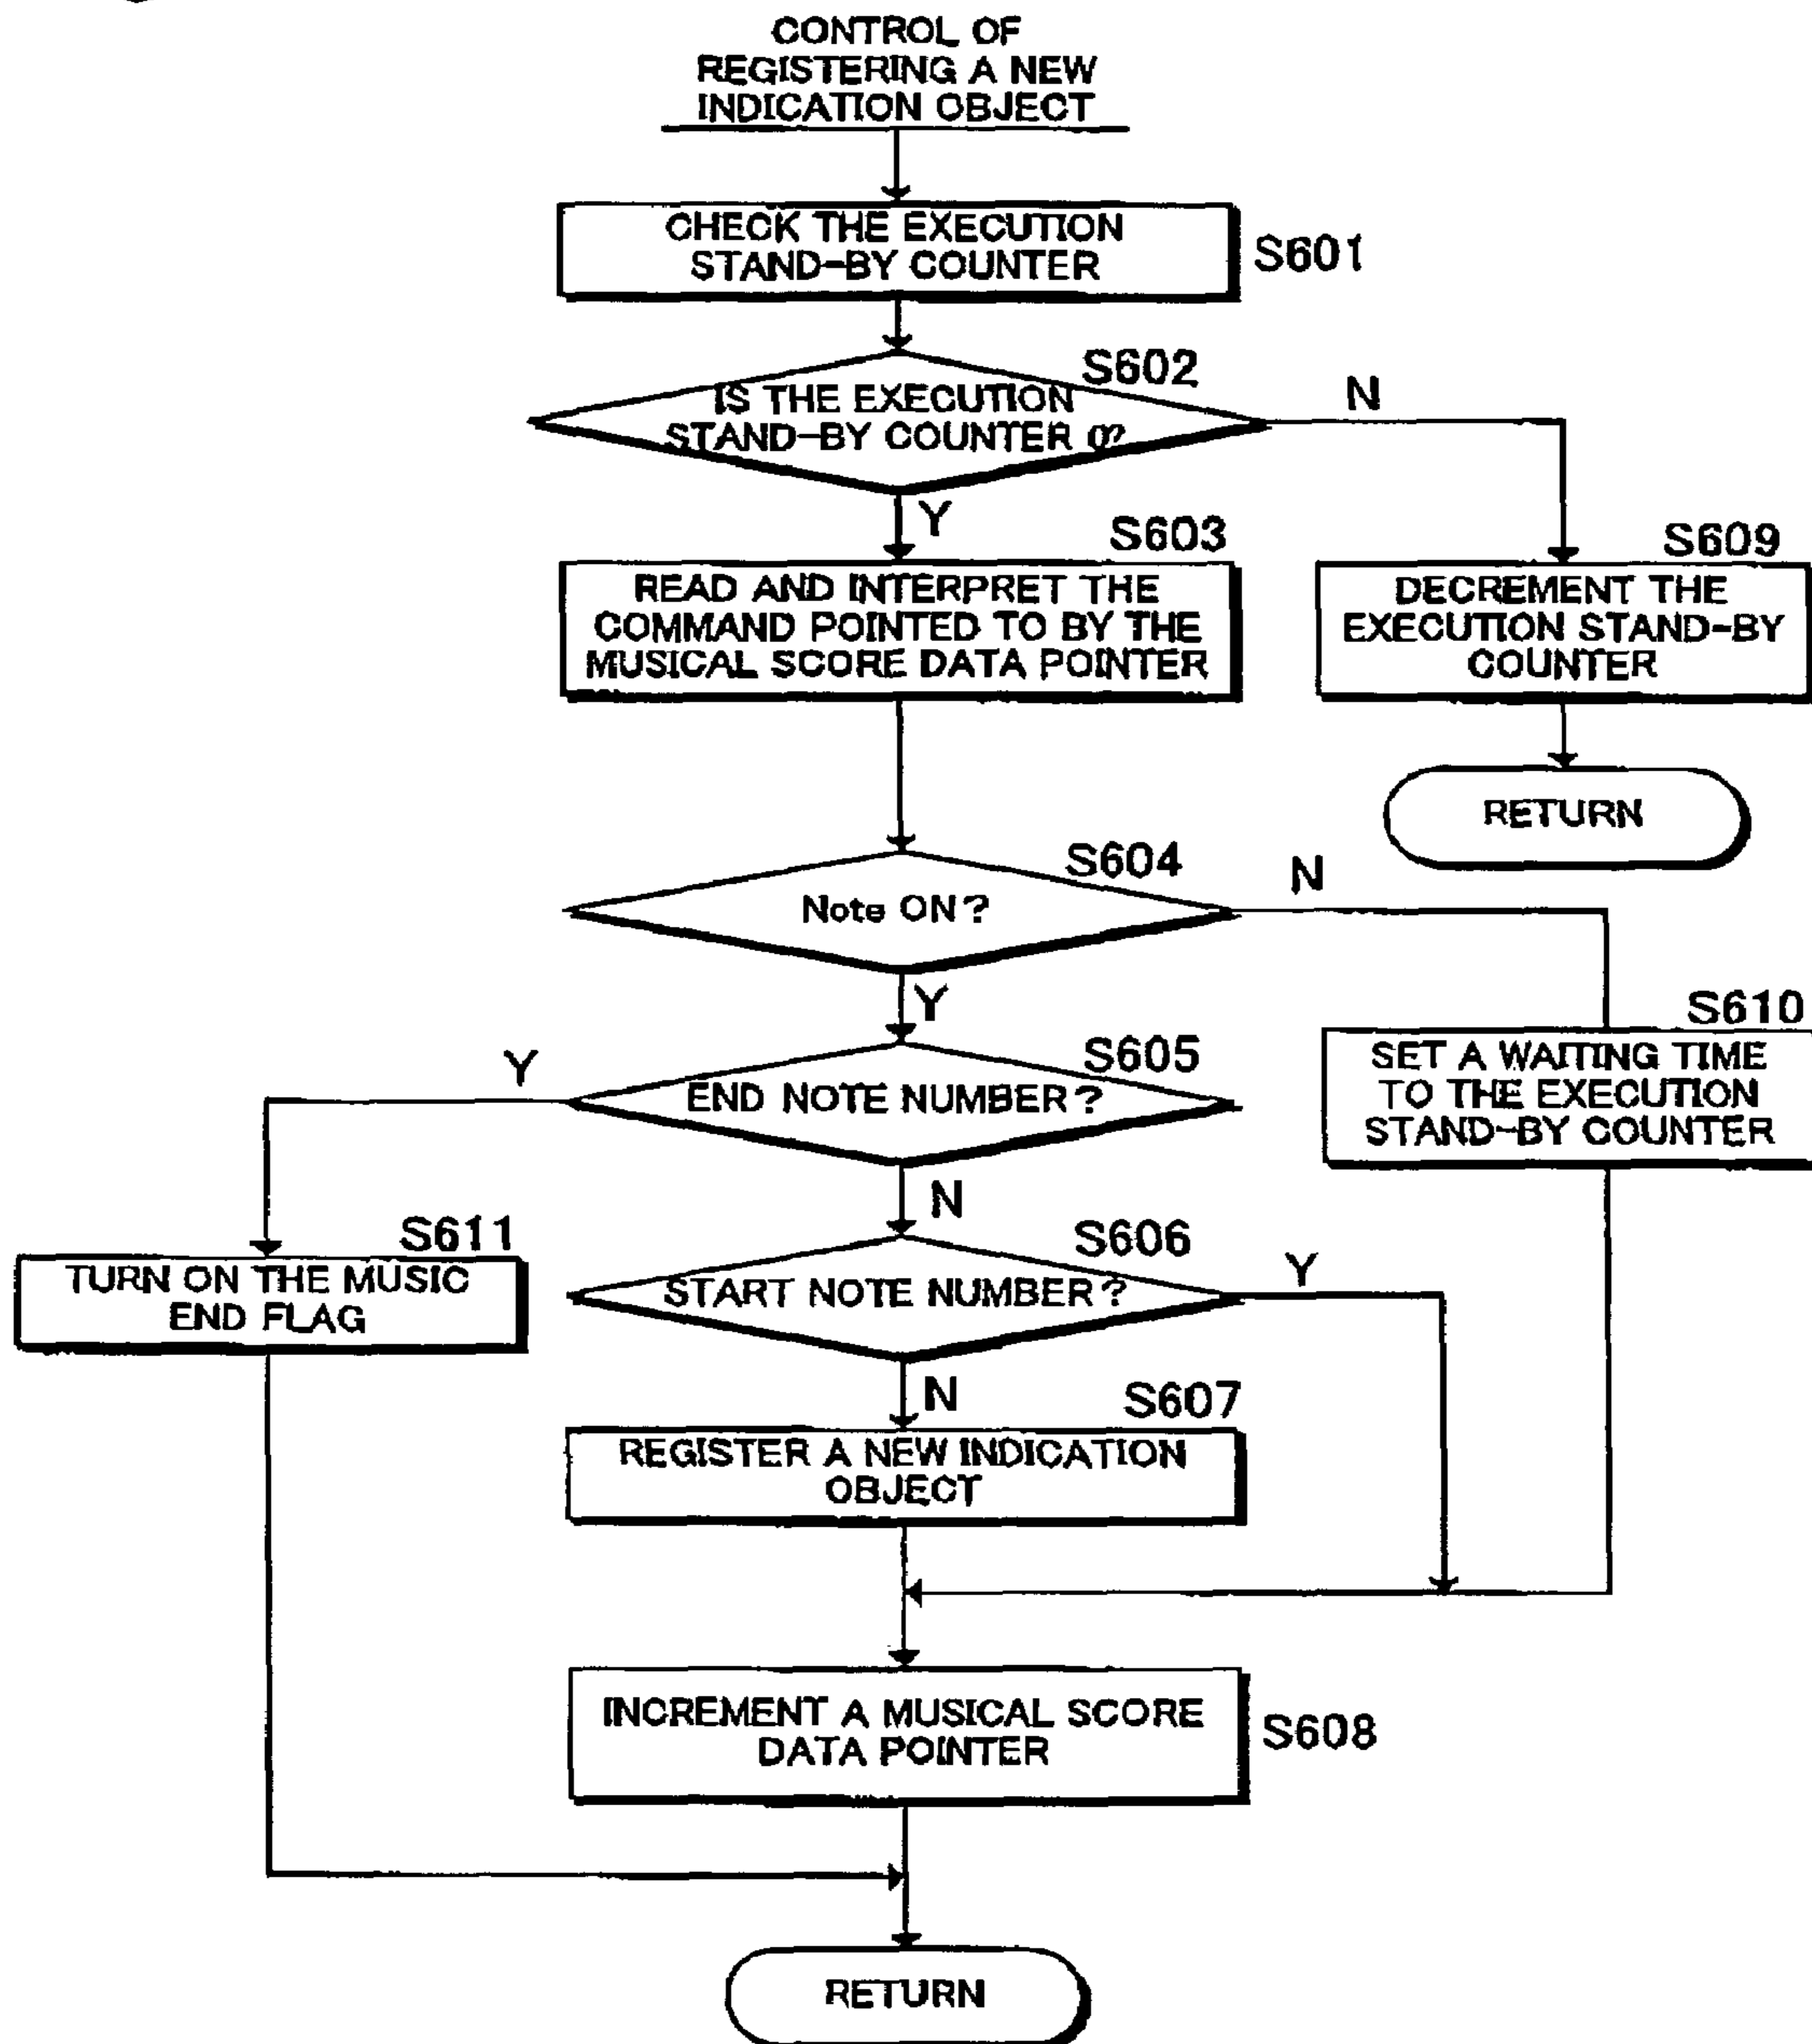 CONTROL OF
REGISTERING A NEW
INDICATION OBJECT
CHECK THE EXECUTION
STAND-BY COUNTER
S601
S602
IS THE EXECUTION
STAND-BY COUNTER 0?
N
Y
S603
READ AND INTERPRET THE
COMMAND POINTED TO BY THE
MUSICAL SCORE DATA POINTER
S609
DECREMENT THE
EXECUTION STAND-BY
COUNTER
RETURN
S604
Note ON?
N
Y
S610
SET A WAITING TIME
TO THE EXECUTION
STAND-BY COUNTER
S605
END NOTE NUMBER?
Y
N
S611
TURN ON THE MUSIC
END FLAG
S606
START NOTE NUMBER?
Y
N
S607
REGISTER A NEW INDICATION
OBJECT
INCREMENT A MUSICAL SCORE
DATA POINTER
S608
RETURN